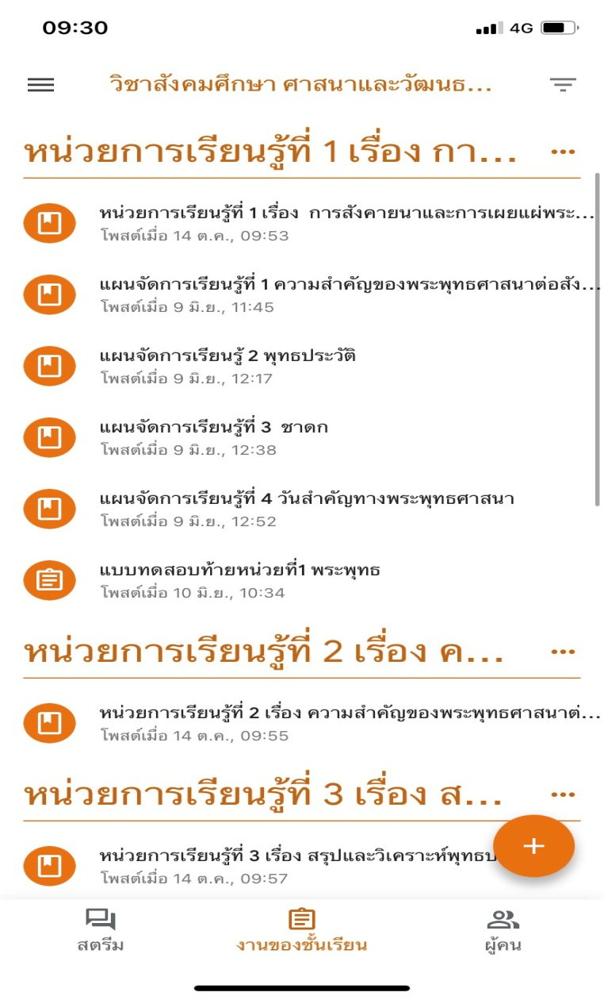 09:30
4G
วิชาสังคมศึกษา ศาสนาและวัฒนธ...
หน่วยการเรียนรู้ที่ 1 เรื่อง กา...
หน่วยการเรียนรู้ที่ 1 เรื่อง  การสังคายนาและการเผยแผ่พระ...
โพสต์เมื่อ 14 ต.ค., 09:53
แผนจัดการเรียนรู้ที่ 1 ความสำคัญของพระพุทธศาสนาต่อสัง...
โพสต์เมื่อ 9 มิ.ย., 11:45
แผนจัดการเรียนรู้ 2 พุทธประวัติ
โพสต์เมื่อ 9 มิ.ย., 12:17
แผนจัดการเรียนรู้ที่ 3  ชาดก
โพสต์เมื่อ 9 มิ.ย., 12:38
แผนจัดการเรียนรู้ที่ 4 วันสำคัญทางพระพุทธศาสนา
โพสต์เมื่อ 9 มิ.ย., 12:52
แบบทดสอบท้ายหน่วยที่1 พระพุทธ
โพสต์เมื่อ 10 มิ.ย., 10:34
หน่วยการเรียนรู้ที่ 2 เรื่อง ค...
หน่วยการเรียนรู้ที่ 2 เรื่อง ความสำคัญของพระพุทธศาสนาต่...
โพสต์เมื่อ 14 ต.ค., 09:55
หน่วยการเรียนรู้ที่ 3 เรื่อง ส...
หน่วยการเรียนรู้ที่ 3 เรื่อง สรุปและวิเคราะห์พุทธป
โพสต์เมื่อ 14 ต.ค., 09:57
สตรีม
งานของชั้นเรียน
ผู้คน